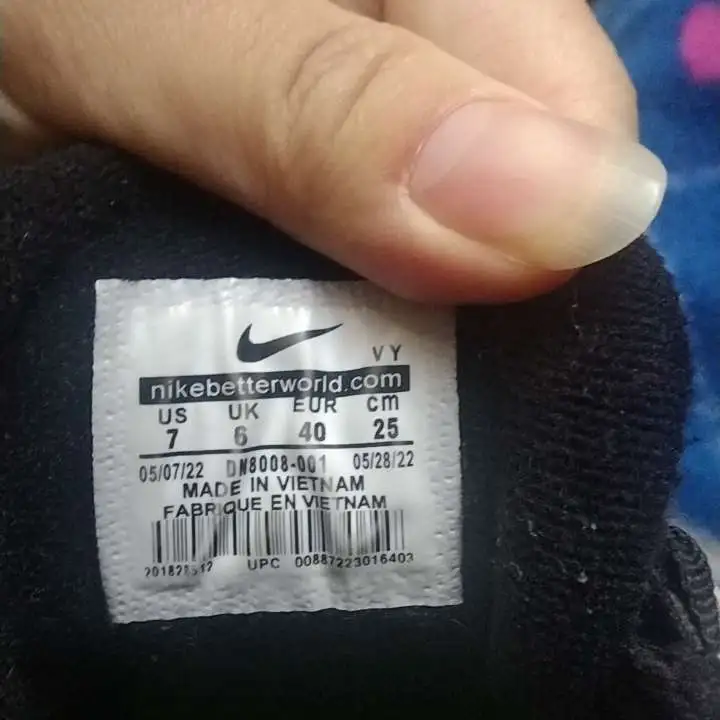 VY
nikebetterworld.com
US UK EUR cm
7 6 40 25
05/07/22 DN8008-001 05/28/22
MADE IN VIETNAM
FABRIQUE EN VIETNAM
UPC 00887223016403